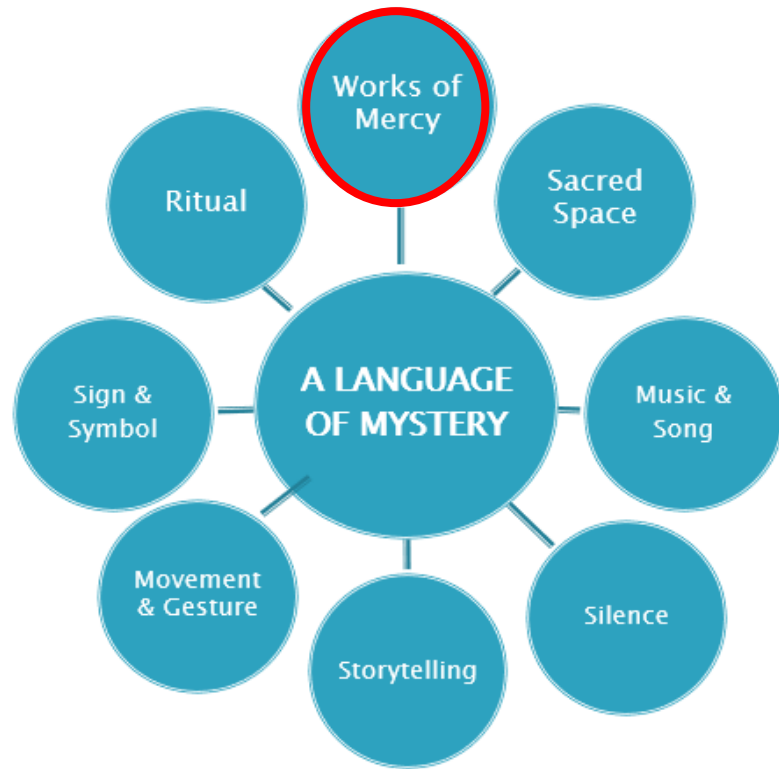 Works of
Mercy
Sacred
Space
Music &
Song
Silence
Storytelling
Movement
& Gesture
Sign &
Symbol
Ritual
A LANGUAGE
OF MYSTERY